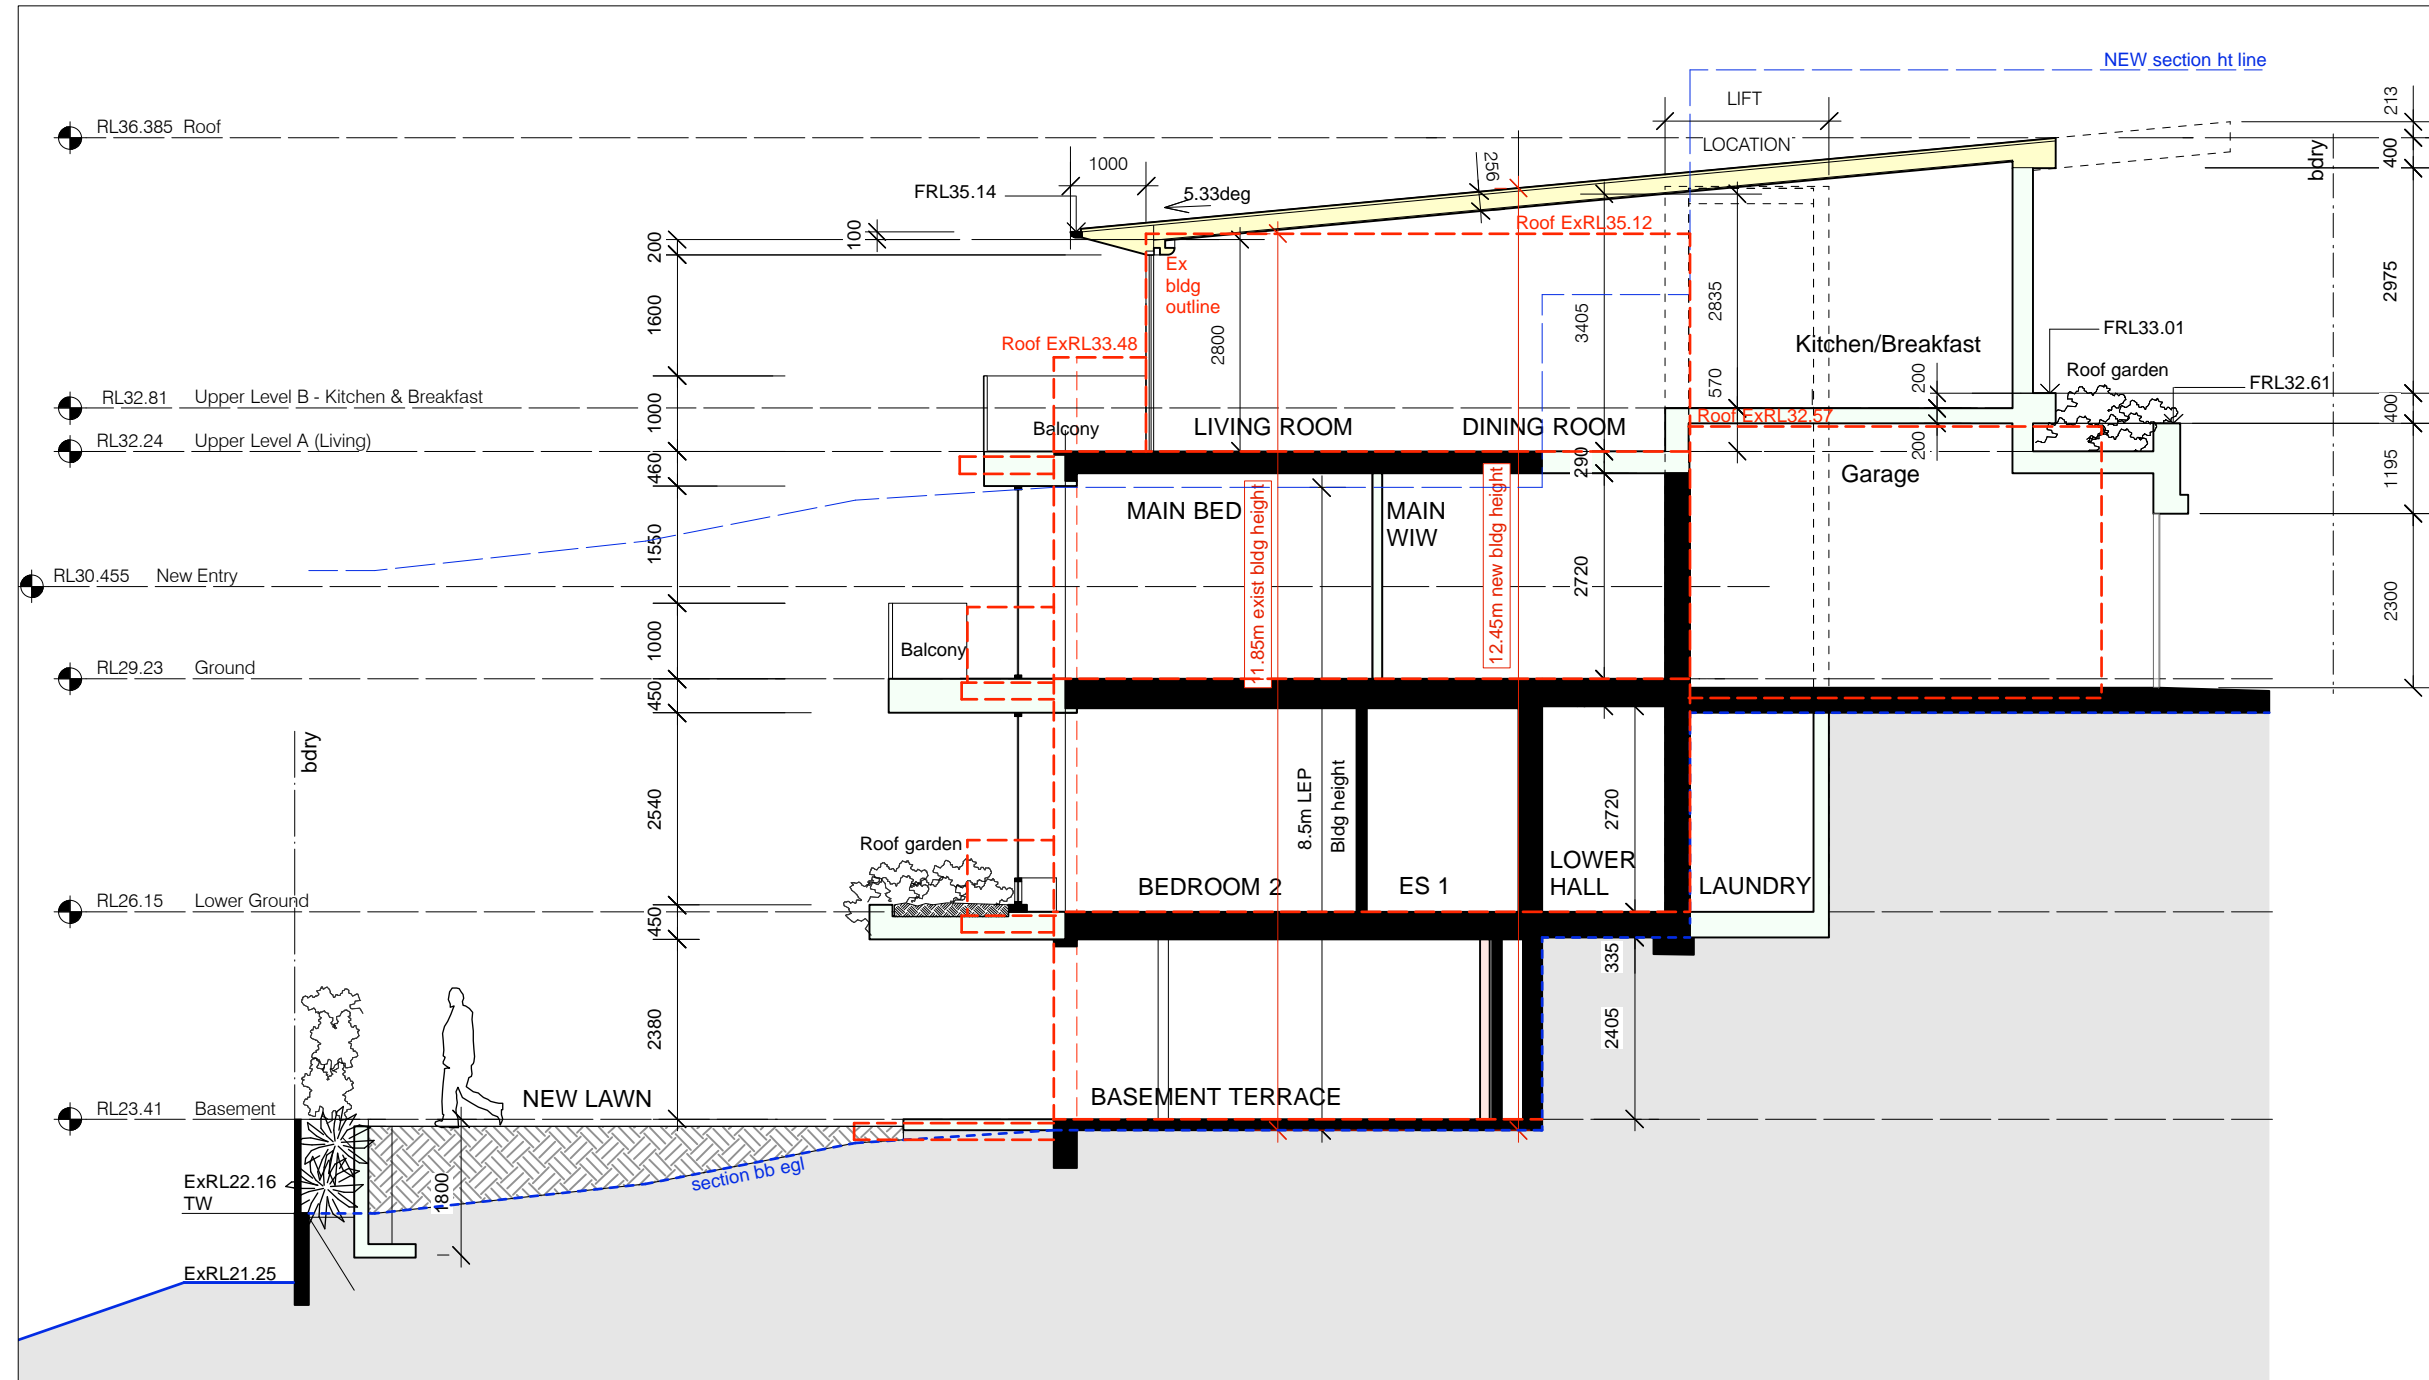 NEW section ht line
LIFT
LOCATION
213
RL36.385 Roof
1000
256
bdry
400
FRL35.14
5.33deg
Roof ExRL35.12
100
200
Ex
bldg
outline
2975
1600
2800
3405
2835
FRL33.01
Roof ExRL33.48
Kitchen/Breakfast
Roof garden
570
200
FRL32.61
RL32.81 Upper Level B - Kitchen & Breakfast
1000
Balcony
LIVING ROOM
DINING ROOM
Roof ExRL32.57
400
RL32.24 Upper Level A (Living)
460
290
200
Garage
1195
MAIN BED
MAIN
WIW
11.85m exist bldg height
12.45m new bldg height
1550
2720
RL30.455 New Entry
2300
1000
Balcony
RL29.23 Ground
450
bdry
2540
8.5m LEP
Bldg height
2720
Roof garden
LOWER
HALL
BEDROOM 2
ES 1
LAUNDRY
RL26.15 Lower Ground
450
335
2380
2405
NEW LAWN
BASEMENT TERRACE
RL23.41 Basement
section bb egl
ExRL22.16
TW
1800
ExRL21.25